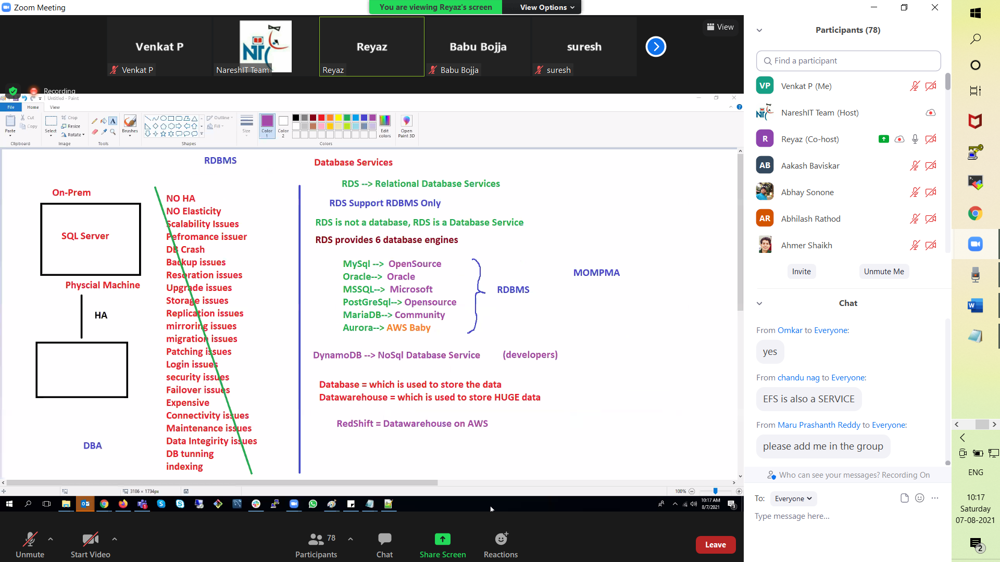 Zoom Meeting
You are viewing Reyaz's screen
View Options
View
Venkat P
Reyaz
Babu Bojja
suresh
NTC
Venkat P
NareshIT Team
Reyaz
Babu Bojja
suresh
Recording
Untitled - Paint
File
Home
View
Paste
Cut
Copy
Clipboard
Select
Crop
Resize
Rotate
Image
A
Tools
Brushes
Outline
Fill
Shapes
Size
Color 1
Color 2
Edit colors
Colors
Open Paint 3D
RDBMS
On-Prem
SQL Server
Physcial Machine
HA
DBA
NO HA
NO Elasticity
Scalability Issues
Pefromance issuer
DB Crash
Backup issues
Resoration issues
Upgrade issues
Storage issues
Replication issues
mirroring issues
migration issues
Patching issues
Login issues
security issues
Failover issues
Expensive
Connectivity issues
Maintenance issues
Data Integirity issues
DB tunning
indexing
Database Services
RDS --> Relational Database Services
RDS Support RDBMS Only
RDS is not a database, RDS is a Database Service
RDS provides 6 database engines
MySql --> OpenSource
Oracle--> Oracle
MSSQL--> Microsoft
PostGreSql--> Opensource
MariaDB--> Community
Aurora--> AWS Baby
RDBMS
MOMPMA
DynamoDB --> NoSql Database Service (developers)
Database = which is used to store the data
Datawarehouse = which is used to store HUGE data
RedShift = Datawarehouse on AWS
3186 × 1734px
100%
10:17 AM
8/7/2021
3
Unmute
Start Video
78
Participants
Chat
Share Screen
Reactions
Leave
Participants (78)
Find a participant
VP Venkat P (Me)
NTC NareshIT Team (Host)
R Reyaz (Co-host)
AB Aakash Baviskar
Abhay Sonone
AR Abhilash Rathod
Ahmer Shaikh
Invite
Unmute Me
Chat
From Omkar to Everyone:
yes
From chandu nag to Everyone:
EFS is also a SERVICE
From Maru Prashanth Reddy to Everyone:
please add me in the group
Who can see your messages? Recording On
To: Everyone
Type message here...
ENG
10:17
Saturday
07-08-2021
2